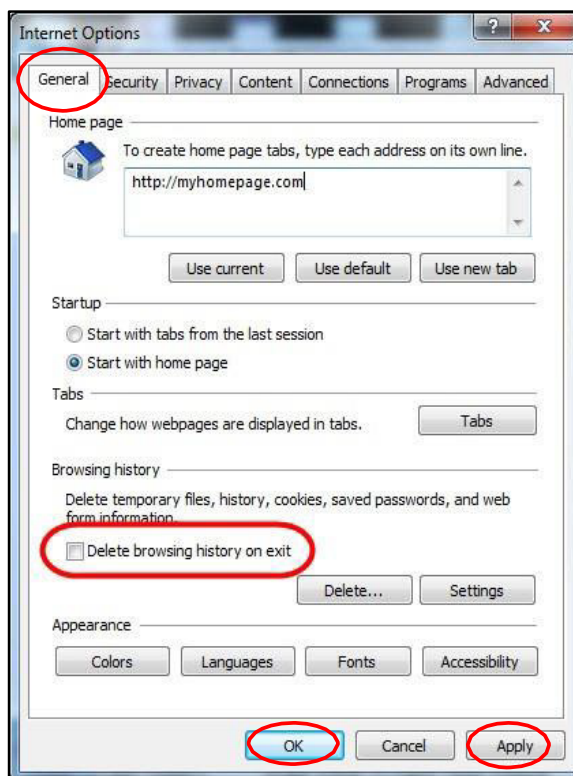 Internet Options
?
X
General Security Privacy Content Connections Programs Advanced
Home page
To create home page tabs, type each address on its own line.
http://myhomepage.com
Use current Use default Use new tab
Startup
Start with tabs from the last session
Start with home page
Tabs
Change how webpages are displayed in tabs. Tabs
Browsing history
Delete temporary files, history, cookies, saved passwords, and web
form information.
Delete browsing history on exit
Delete... Settings
Appearance
Colors Languages Fonts Accessibility
OK Cancel Apply